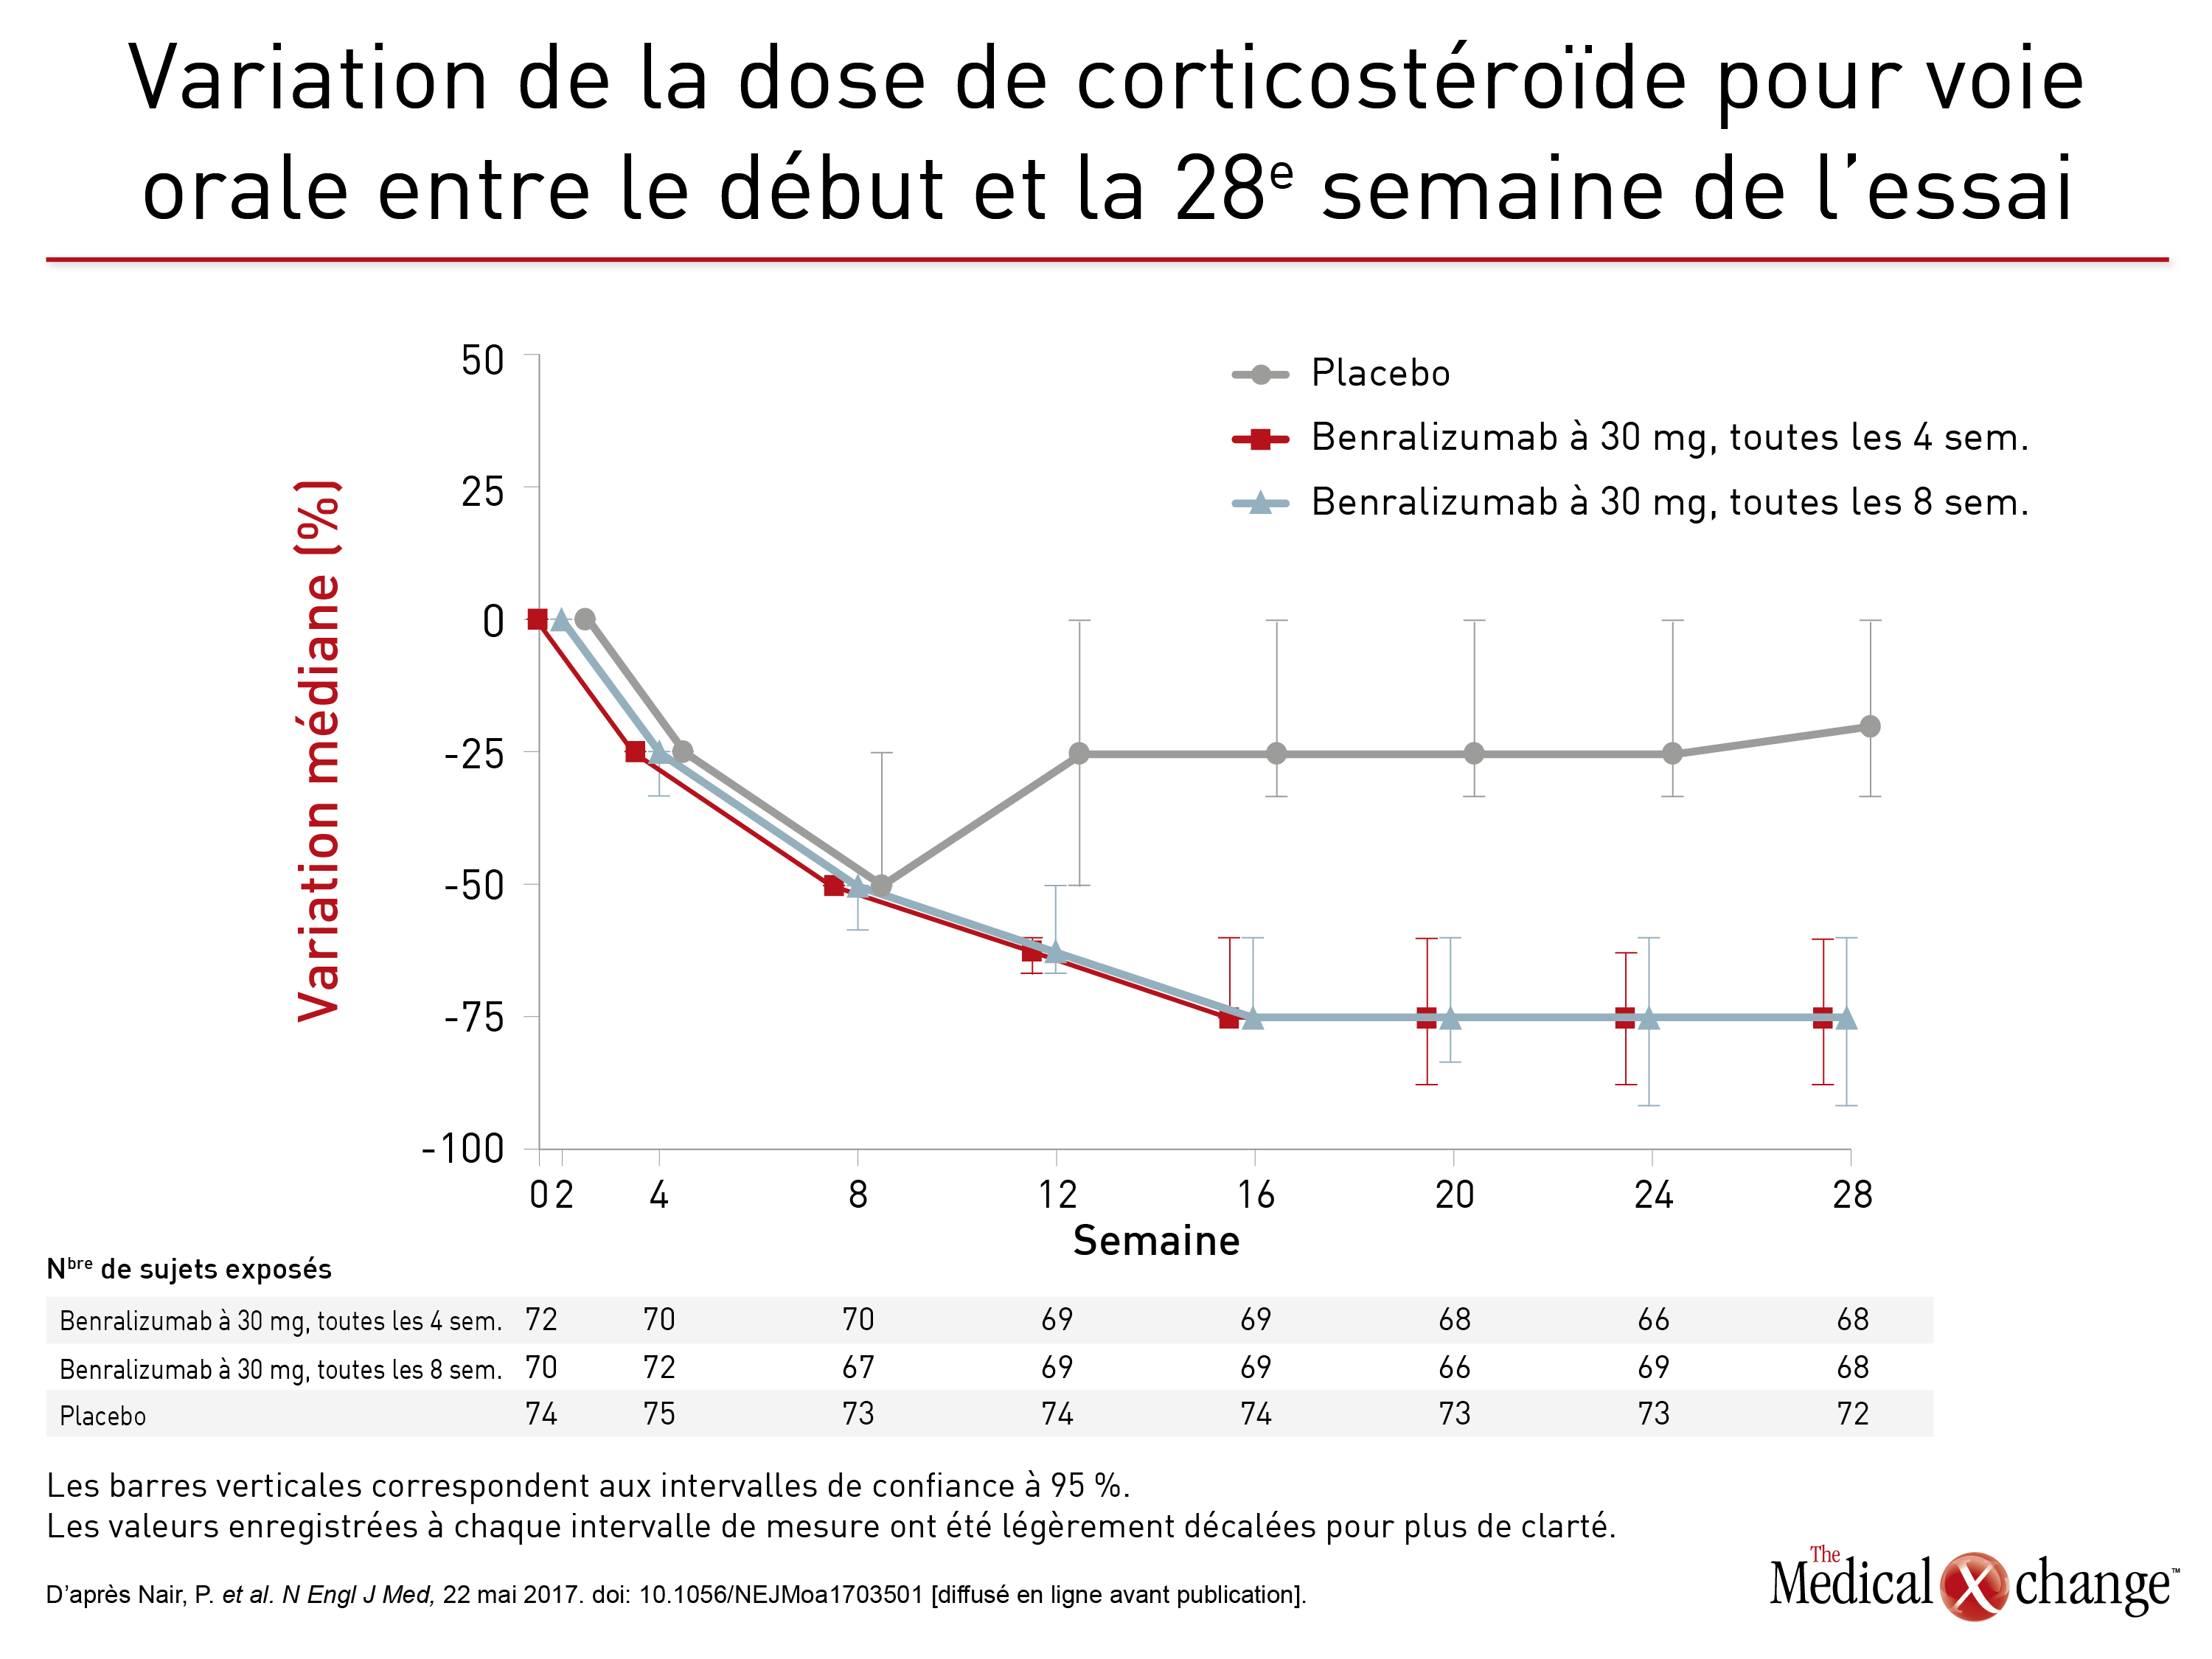 Variation de la dose de corticostéroïde pour voie
orale entre le début et la 28e semaine de l’essai
Variation médiane (%)
50
25
0
-25
-50
-75
-100
Placebo
Benralizumab à 30 mg, toutes les 4 sem.
Benralizumab à 30 mg, toutes les 8 sem.
0 2 4 8 12 16 20 24 28
Semaine
Nbre de sujets exposés
Benralizumab à 30 mg, toutes les 4 sem. 72 70 70 69 69 68 66 68
Benralizumab à 30 mg, toutes les 8 sem. 70 72 67 69 69 66 69 68
Placebo 74 75 73 74 74 73 73 72
Les barres verticales correspondent aux intervalles de confiance à 95 %.
Les valeurs enregistrées à chaque intervalle de mesure ont été légèrement décalées pour plus de clarté.
D’après Nair, P. et al. N Engl J Med, 22 mai 2017. doi: 10.1056/NEJMoa1703501 [diffusé en ligne avant publication].
The
Medical Xchange™